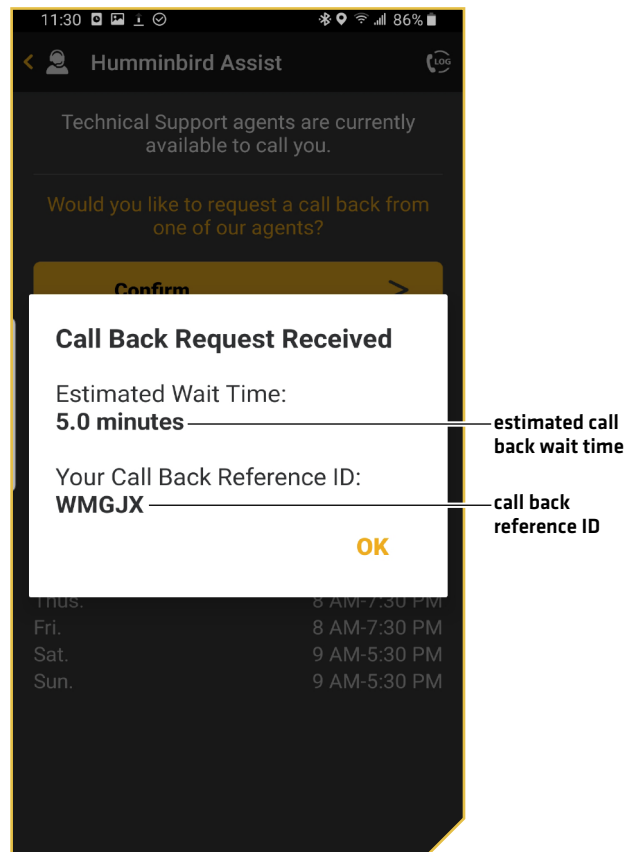 11:30 86%
Humminbird Assist
LOG
Technical Support agents are currently
available to call you.
Would you like to request a call back from
one of our agents?
Confirm >
Call Back Request Received
Estimated Wait Time:
5.0 minutes
estimated call
back wait time
Your Call Back Reference ID:
WMGJX
call back
reference ID
OK
Thus. 8 AM-7:30 PM
Fri. 8 AM-7:30 PM
Sat. 9 AM-5:30 PM
Sun. 9 AM-5:30 PM